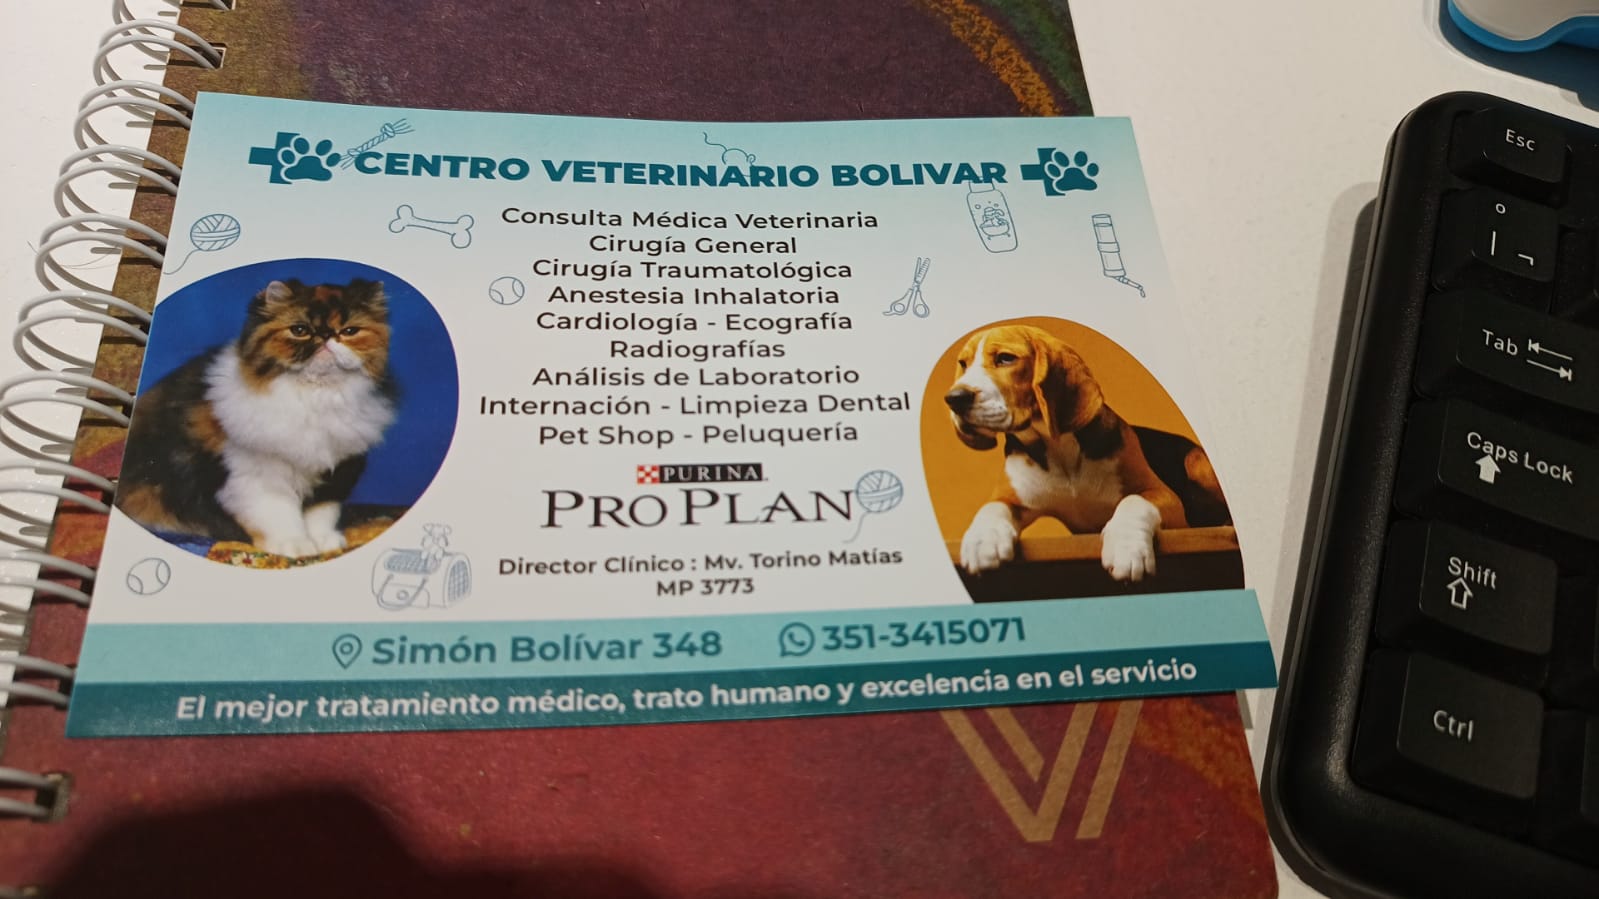 CENTRO VETERINARIO BOLIVAR
Consulta Médica Veterinaria
Cirugía General
Cirugía Traumatológica
Anestesia Inhalatoria
Cardiología - Ecografía
Radiografías
Análisis de Laboratorio
Internación - Limpieza Dental
Pet Shop - Peluquería
PURINA
PRO PLAN
Director Clínico : Mv. Torino Matías
MP 3773
Simón Bolívar 348
351-3415071
El mejor tratamiento médico, trato humano y excelencia en el servicio
Esc
° | ¬
Tab
Caps Lock
Shift
Ctrl